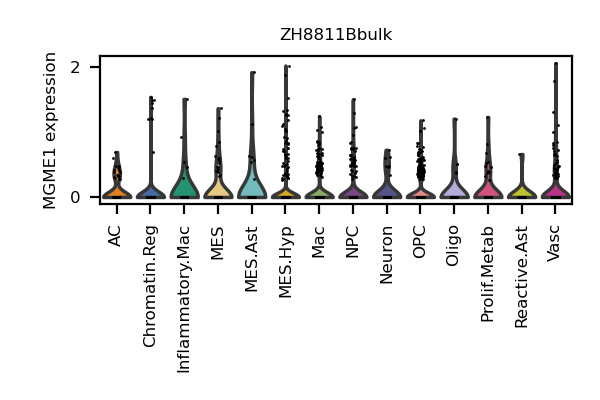 ZH8811Bbulk
MGME1 expression
2
0
AC
Chromatin.Reg
Inflammatory.Mac
MES
MES.Ast
MES.Hyp
Mac
NPC
Neuron
OPC
Oligo
Prolif.Metab
Reactive.Ast
Vasc